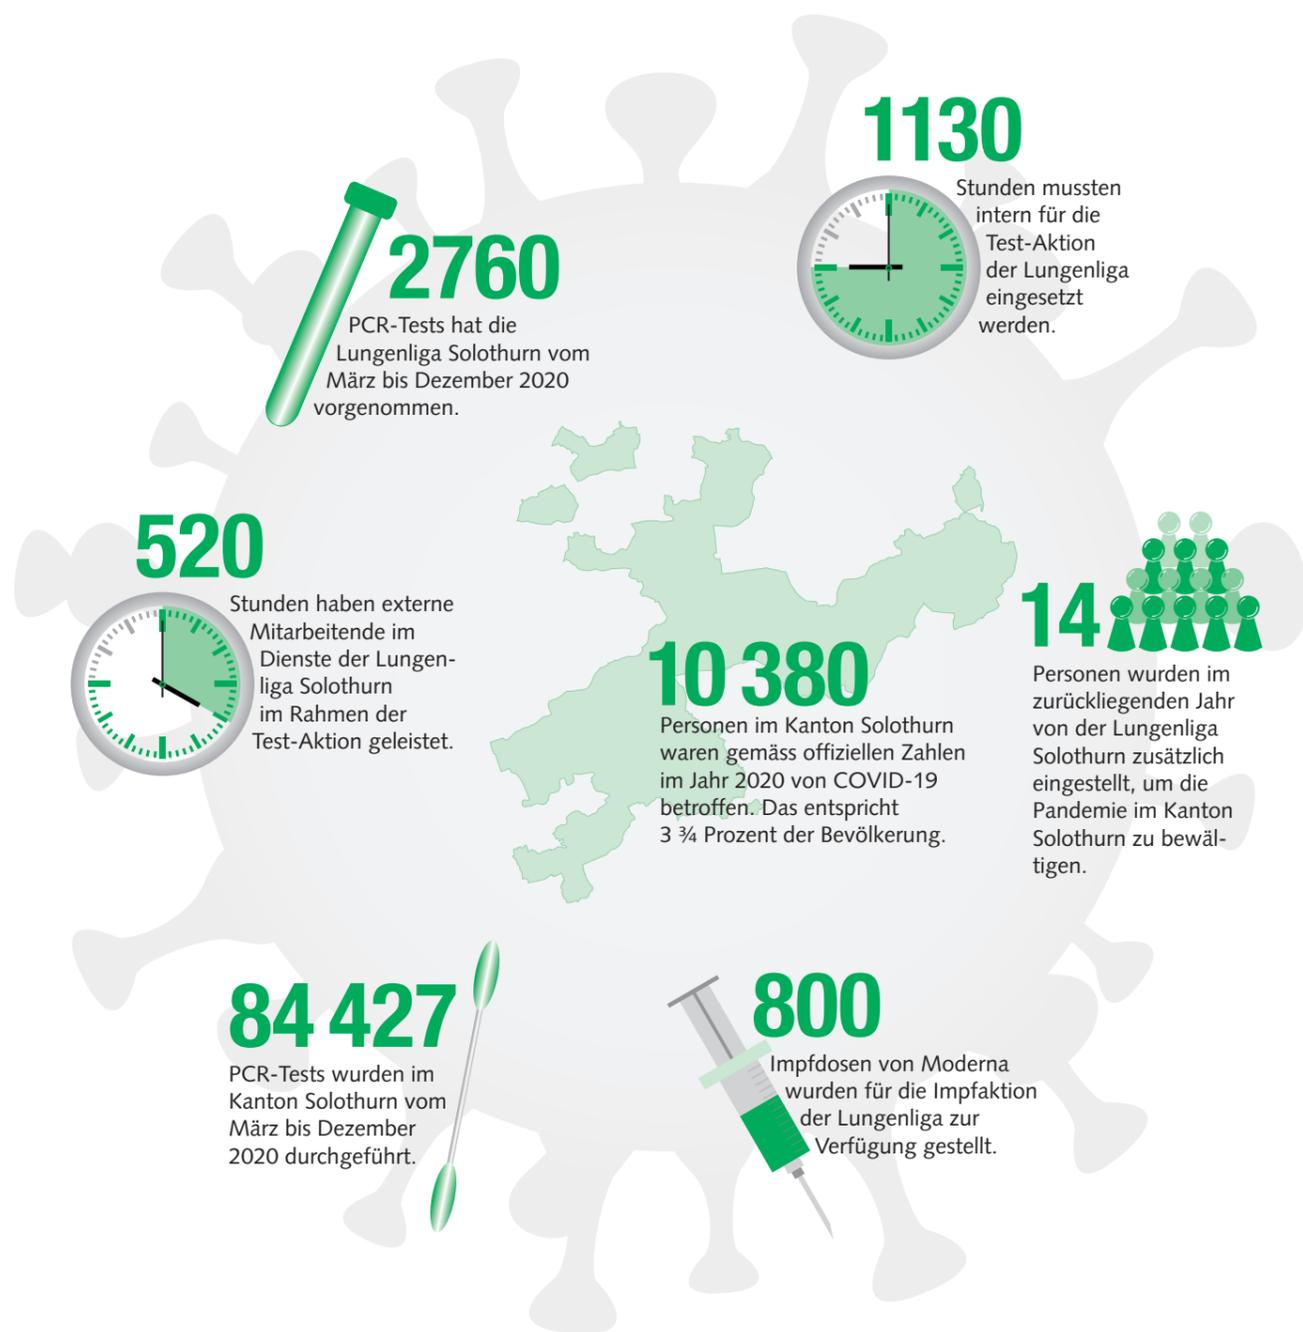 1130
Stunden mussten
intern für die
Test-Aktion
der Lungenliga
eingesetzt
werden.
2760
PCR-Tests hat die
Lungenliga Solothurn vom
März bis Dezember 2020
vorgenommen.
520
Stunden haben externe
Mitarbeitende im
Dienste der Lungen-
liga Solothurn
im Rahmen der
Test-Aktion geleistet.
10 380
Personen im Kanton Solothurn
waren gemäss offiziellen Zahlen
im Jahr 2020 von COVID-19
betroffen. Das entspricht
3 ¾ Prozent der Bevölkerung.
14
Personen wurden im
zurückliegenden Jahr
von der Lungenliga
Solothurn zusätzlich
eingestellt, um die
Pandemie im Kanton
Solothurn zu bewäl-
tigen.
84 427
PCR-Tests wurden im
Kanton Solothurn vom
März bis Dezember
2020 durchgeführt.
800
Impfdosen von Moderna
wurden für die Impfaktion
der Lungenliga zur
Verfügung gestellt.